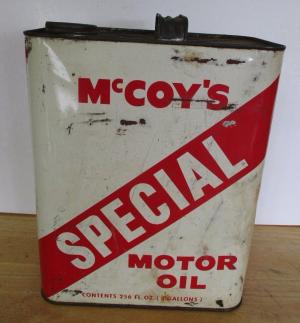 McCOY'S
SPECIAL
MOTOR
OIL
CONTENTS 256 FL. OZ. (2 GALLONS)